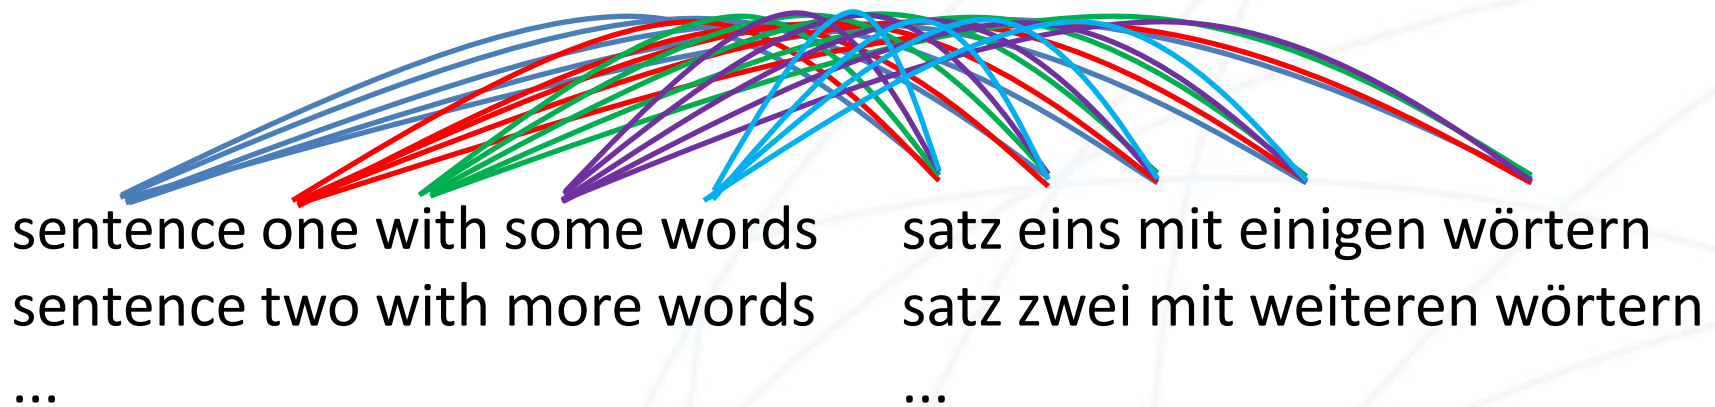 sentence one with some words satz eins mit einigen wörtern
sentence two with more words satz zwei mit weiteren wörtern
... ...